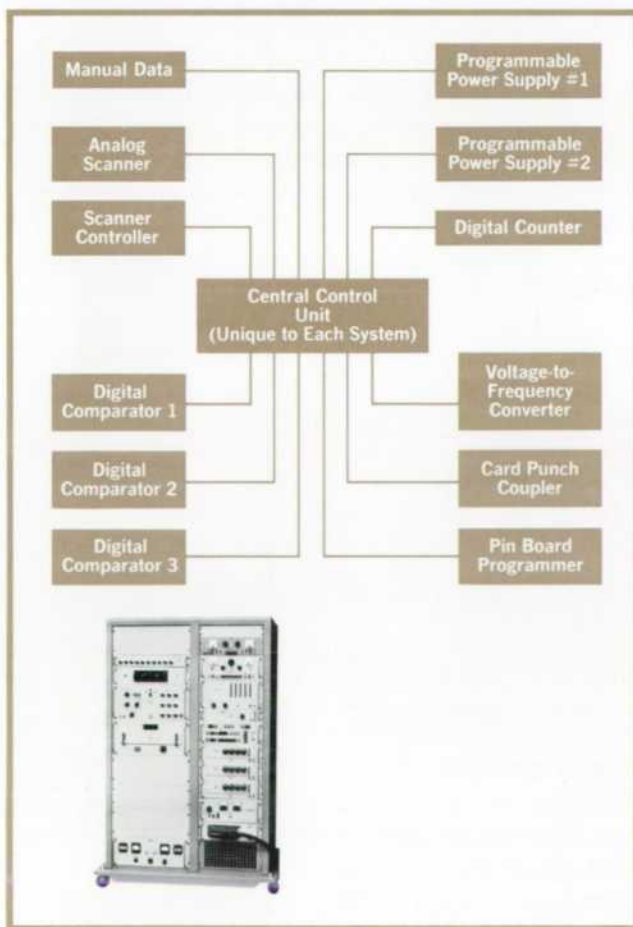 Manual Data
Programmable
Power Supply #1
Analog
Scanner
Programmable
Power Supply #2
Scanner
Controller
Digital Counter
Central Control
Unit
(Unique to Each System)
Digital
Comparator 1
Voltage-to-
Frequency
Converter
Digital
Comparator 2
Card Punch
Coupler
Digital
Comparator 3
Pin Board
Programmer